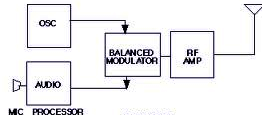 OSC
BALANCED
MODULATOR
RF
AMP
AUDIO
MIC PROCESSOR